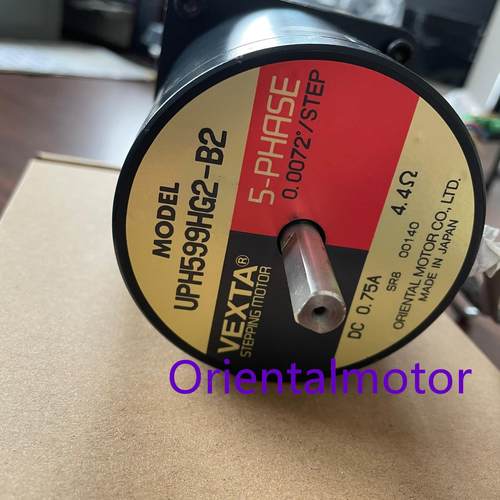 MODEL
UPH599HG2-B2
5-PHASE
0.0072°/STEP
VEXTA®
STEPPING MOTOR
DC 0.75A 4.4Ω
SR8 00140
ORIENTAL MOTOR CO., LTD.
MADE IN JAPAN
Orientalmotor